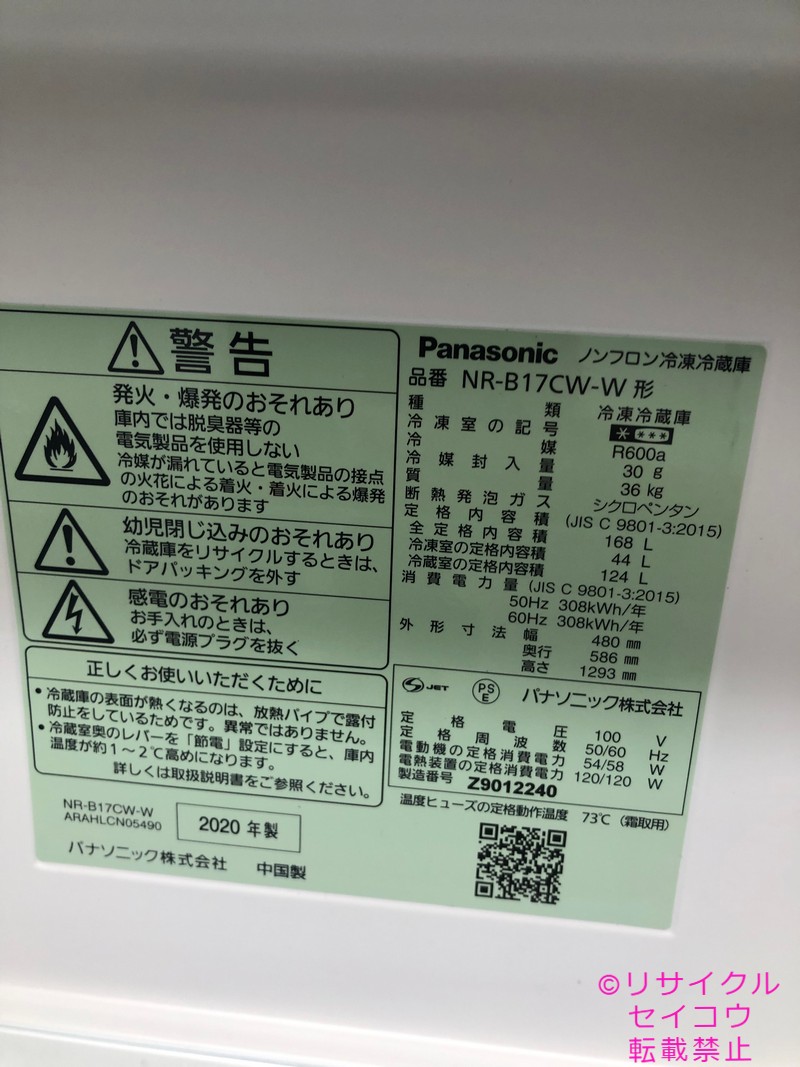 警告
発火・爆発のおそれあり
庫内では脱臭器等の
電気製品を使用しない
冷媒が漏れていると電気製品の接点
の火花による着火・着火による爆発
のおそれがあります
幼児閉じ込みのおそれあり
冷蔵庫をリサイクルするときは、
ドアパッキングを外す
感電のおそれあり
お手入れのときは、
必ず電源プラグを抜く
正しくお使いいただくために
•冷蔵庫の表面が熱くなるのは、放熱パイプで露付
防止をしているためです。異常ではありません。
•冷蔵室奥のレバーを「節電」設定にすると、庫内
温度が約1~2℃高めになります。
詳しくは取扱説明書をご参照ください。
NR-B17CW-W
ARAHLCN05490
2020 年製
パナソニック株式会社 中国製
Panasonic ノンフロン冷凍冷蔵庫
品番 NR-B17CW-W 形
種類 冷凍冷蔵庫
冷凍室の記号 * ***
冷媒 R600a
冷媒封入量 30 g
質量 36 kg
断熱発泡ガス シクロペンタン
定格内容積 (JIS C 9801-3:2015)
全定格内容積 168 L
冷凍室の定格内容積 44 L
冷蔵室の定格内容積 124 L
消費電力量 (JIS C 9801-3:2015)
50Hz 308kWh/年
60Hz 308kWh/年
外形寸法 幅 480 mm
奥行 586 mm
高さ 1293 mm
JET PSE パナソニック株式会社
定格電圧 100 V
定格周波数 50/60 Hz
電動機の定格消費電力 54/58 W
電熱装置の定格消費電力 120/120 W
製造番号 Z9012240
温度ヒューズの定格動作温度 73℃ (霜取用)
©リサイクル
セイコウ
転載禁止